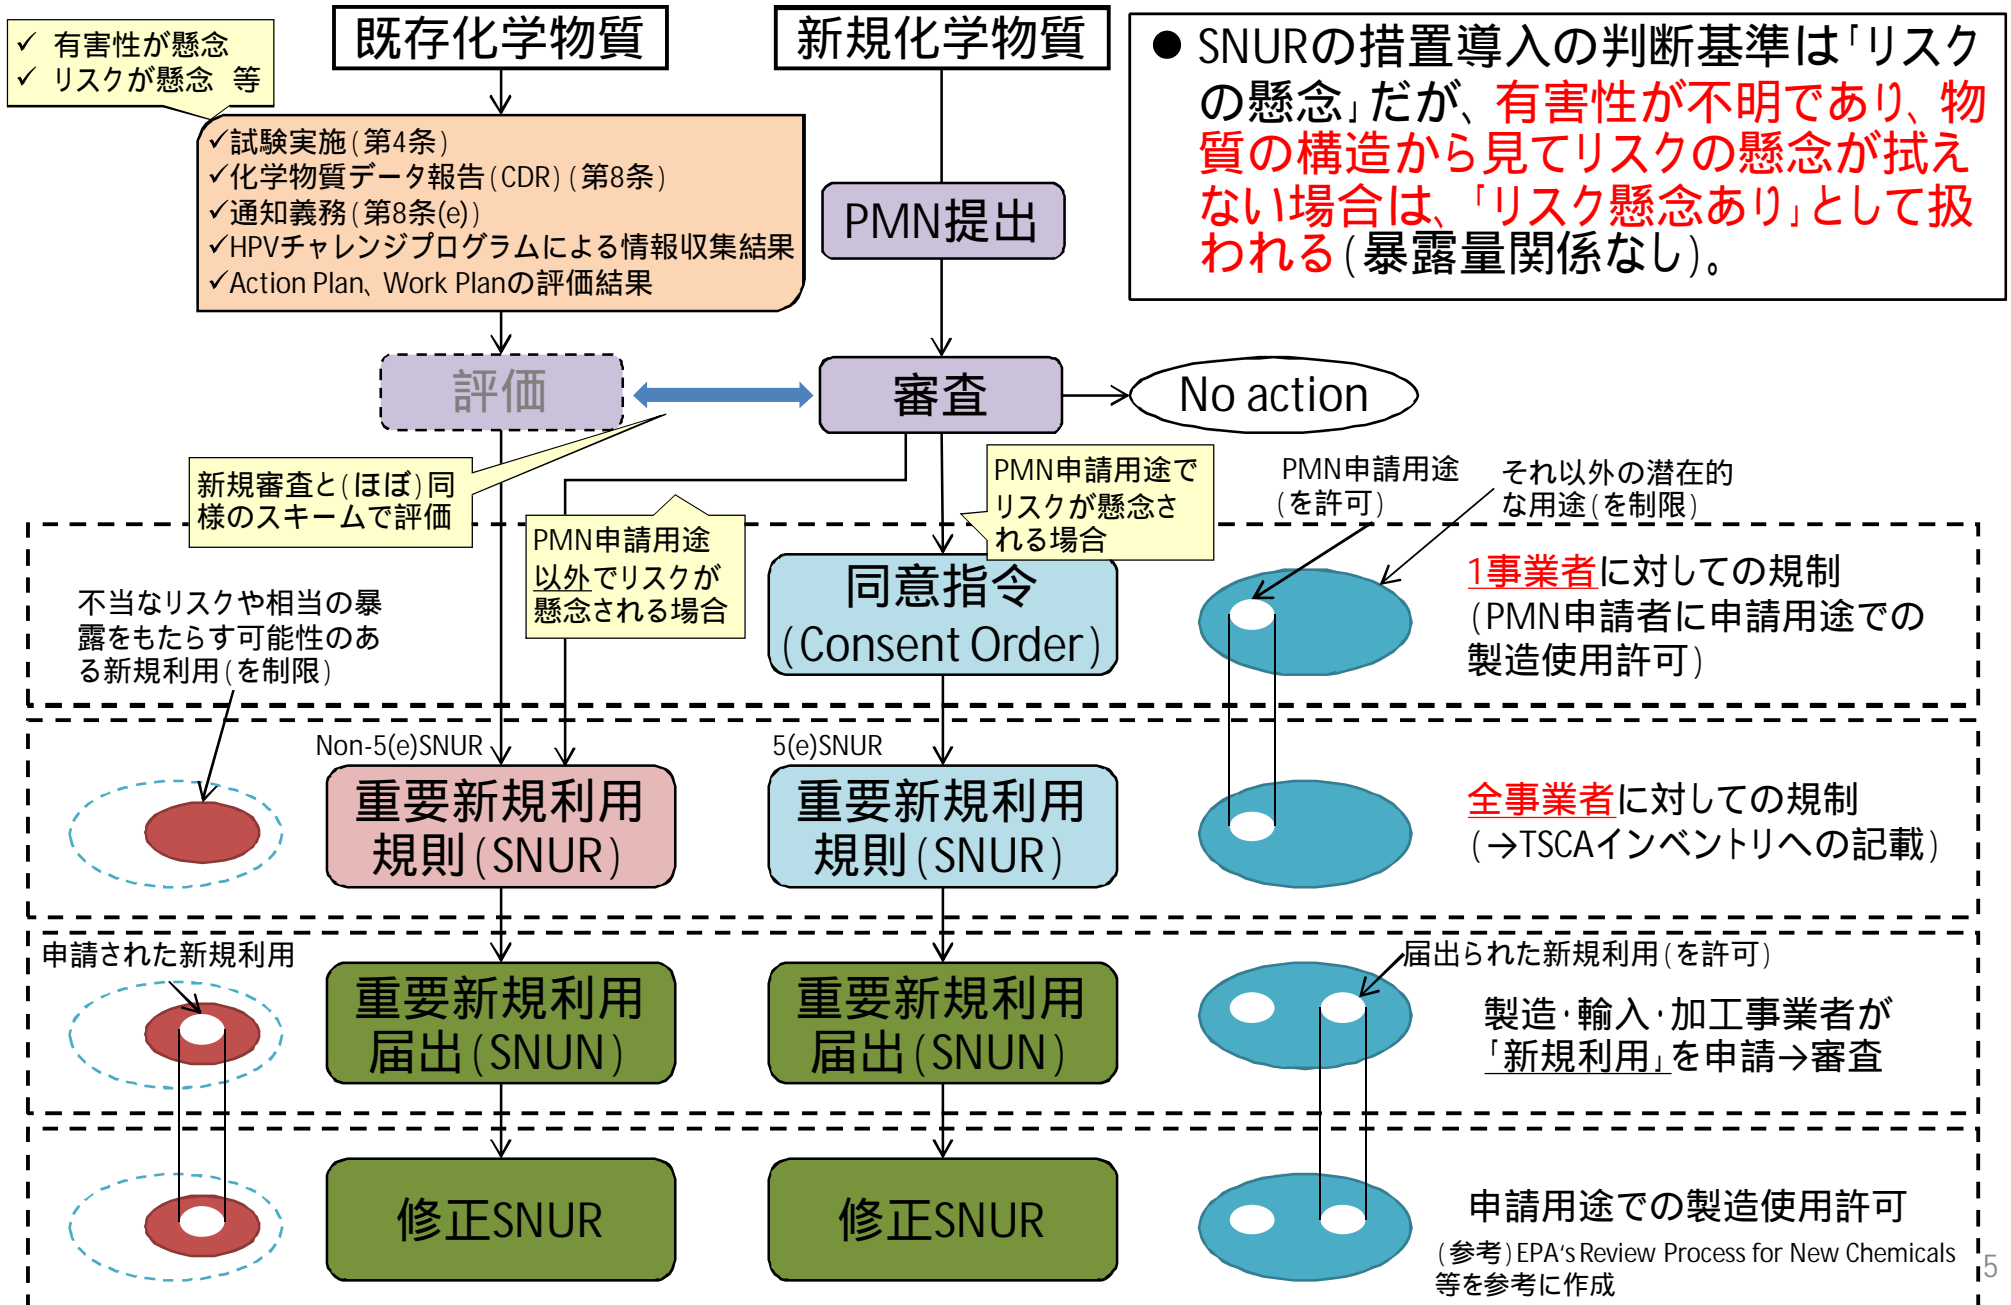 ✓ 有害性が懸念
✓ リスクが懸念 等
既存化学物質
新規化学物質
● SNURの措置導入の判断基準は「リスク
の懸念」だが、有害性が不明であり、物
質の構造から見てリスクの懸念が拭え
ない場合は、「リスク懸念あり」として扱
われる(暴露量関係なし)。
✓試験実施(第4条)
✓化学物質データ報告(CDR)(第8条)
✓通知義務(第8条(e))
✓HPVチャレンジプログラムによる情報収集結果
✓Action Plan、Work Planの評価結果
PMN提出
評価
審査
No action
新規審査と(ほぼ)同
様のスキームで評価
PMN申請用途
以外でリスクが
懸念される場合
PMN申請用途で
リスクが懸念さ
れる場合
PMN申請用途
(を許可)
それ以外の潜在的
な用途(を制限)
不当なリスクや相当の暴
露をもたらす可能性のあ
る新規利用(を制限)
同意指令
(Consent Order)
1事業者に対しての規制
(PMN申請者に申請用途での
製造使用許可)
Non-5(e)SNUR
重要新規利用
規則(SNUR)
5(e)SNUR
重要新規利用
規則(SNUR)
全事業者に対しての規制
(→TSCAインベントリへの記載)
申請された新規利用
重要新規利用
届出(SNUN)
重要新規利用
届出(SNUN)
届出られた新規利用(を許可)
製造・輸入・加工事業者が
「新規利用」を申請→審査
修正SNUR
修正SNUR
申請用途での製造使用許可
(参考)EPA's Review Process for New Chemicals
等を参考に作成
5